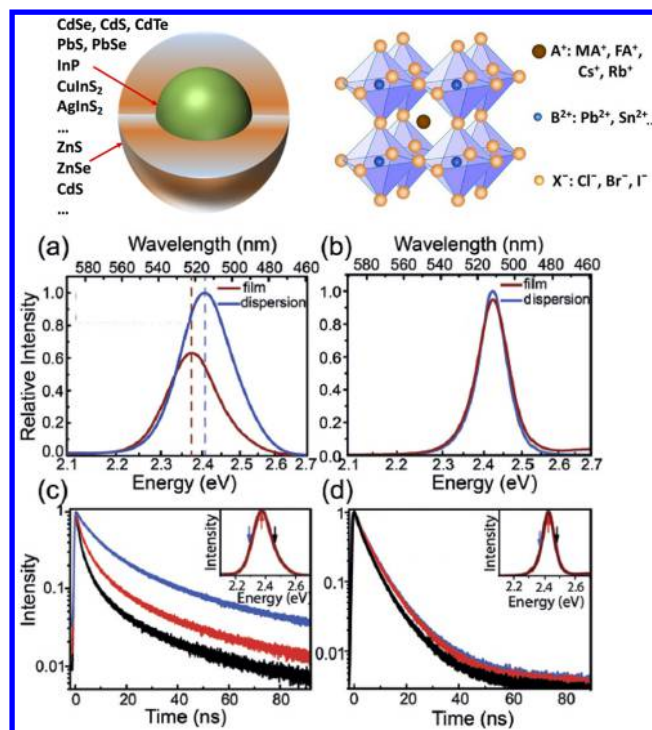 CdSe, CdS, CdTe
PbS, PbSe
InP
CuInS₂
AgInS₂
...
ZnS
ZnSe
CdS
...
A⁺: MA⁺, FA⁺,
Cs⁺, Rb⁺
B²⁺: Pb²⁺, Sn²⁺..
X⁻: Cl⁻, Br⁻, I⁻
(a) Wavelength (nm)
580 560 540 520 500 480 460
film
dispersion
Relative Intensity
1.0
0.8
0.6
0.4
0.2
0.0
2.1 2.2 2.3 2.4 2.5 2.6 2.7
Energy (eV)
(b) Wavelength (nm)
580 560 540 520 500 480 460
film
dispersion
1.0
0.8
0.6
0.4
0.2
0.0
2.1 2.2 2.3 2.4 2.5 2.6 2.7
Energy (eV)
(c)
Intensity
1
0.1
0.01
0 20 40 60 80
Time (ns)
Intensity
2.2 2.4 2.6
Energy (eV)
(d)
1
0.1
0.01
0 20 40 60 80
Time (ns)
Intensity
2.2 2.4 2.6
Energy (eV)